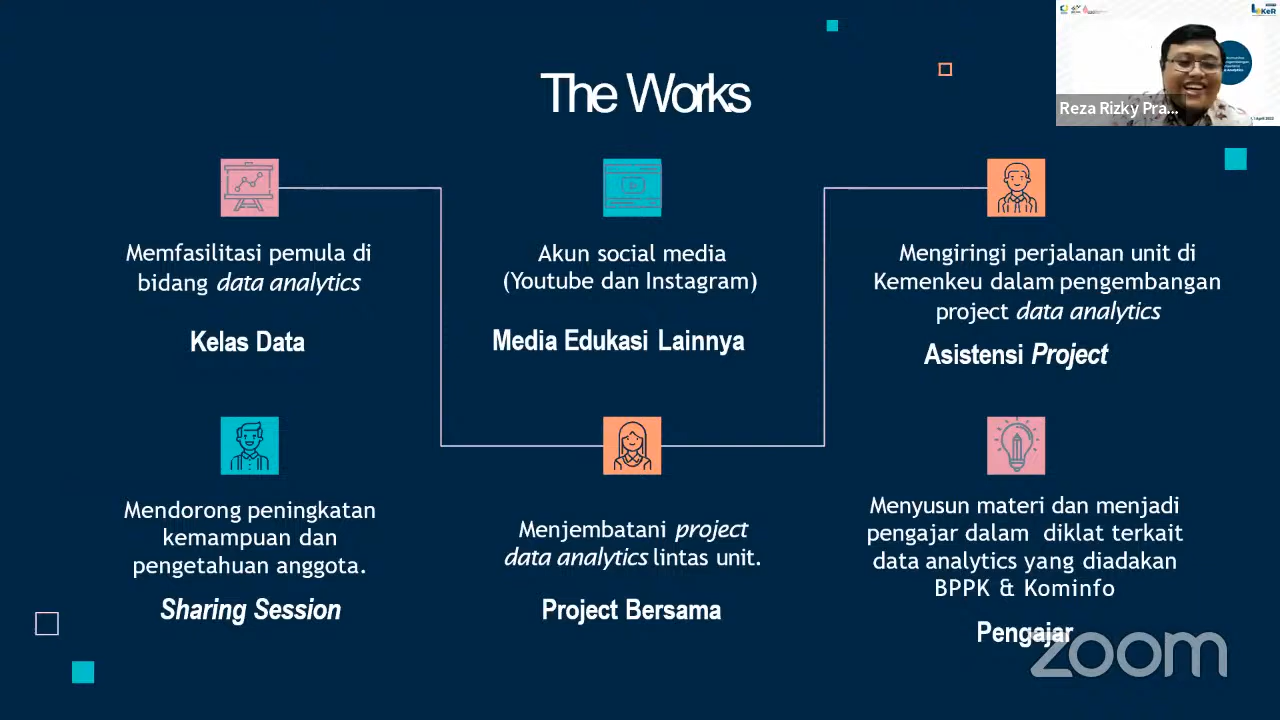 The Works
Reza Rizky Pra...
Memfasilitasi pemula di
bidang data analytics
Kelas Data
Akun social media
(Youtube dan Instagram)
Media Edukasi Lainnya
Mengiringi perjalanan unit di
Kemenkeu dalam pengembangan
project data analytics
Asistensi Project
Mendorong peningkatan
kemampuan dan
pengetahuan anggota.
Sharing Session
Menjembatani project
data analytics lintas unit.
Project Bersama
Menyusun materi dan menjadi
pengajar dalam diklat terkait
data analytics yang diadakan
BPPK & Kominfo
Pengajar
zoom